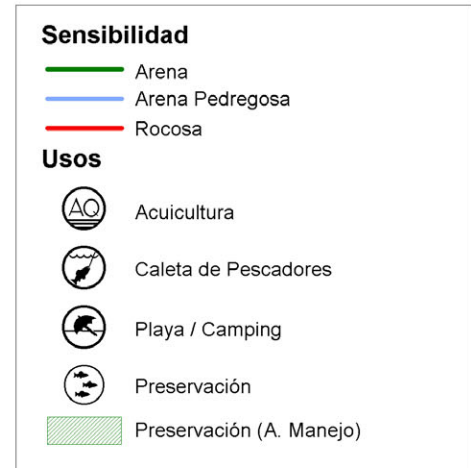 Sensibilidad
Arena
Arena Pedregosa
Rocosa
Usos
AQ
Acuicultura
Caleta de Pescadores
Playa / Camping
Preservación
Preservación (A. Manejo)